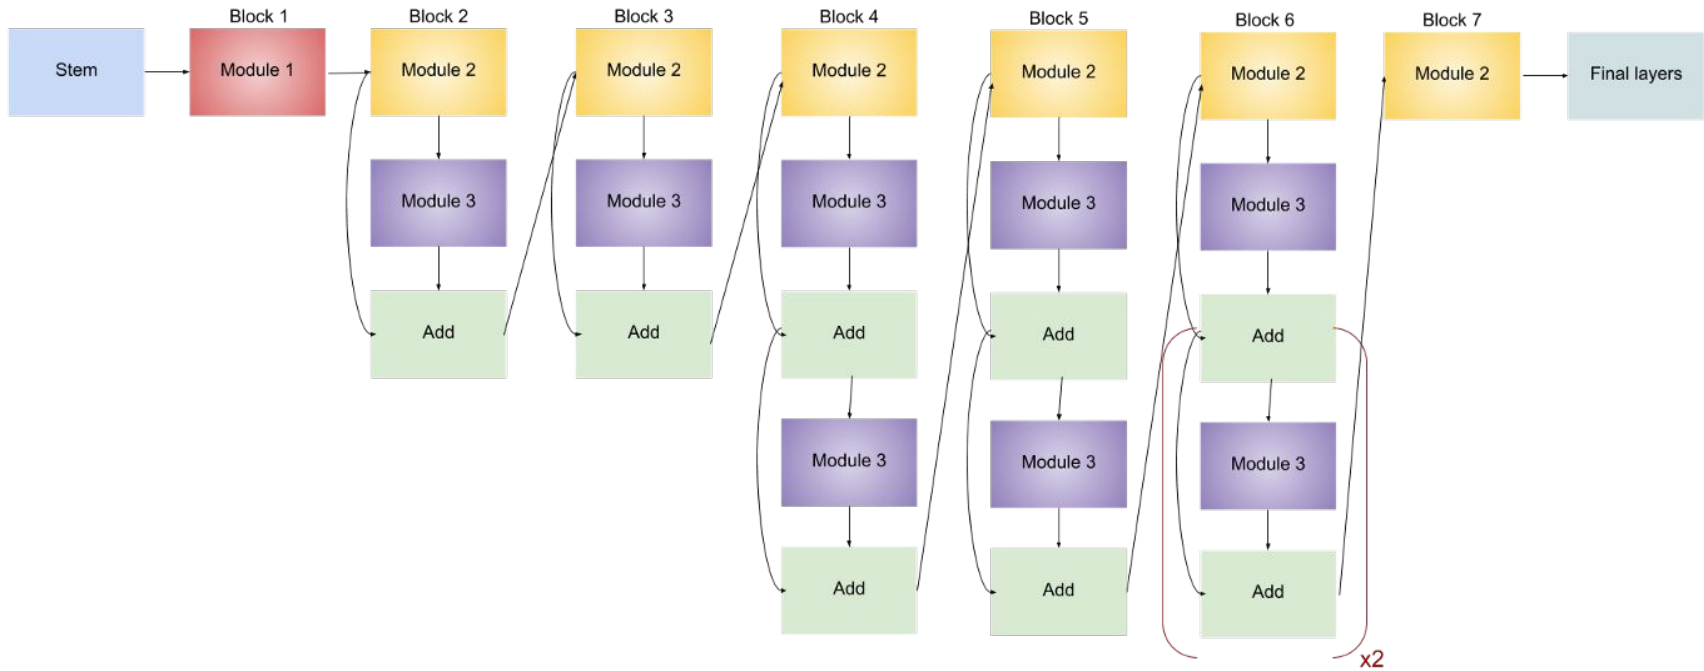 Block 1
Block 2
Block 3
Block 4
Block 5
Block 6
Block 7
Stem
Module 1
Module 2
Module 2
Module 2
Module 2
Module 2
Module 2
Final layers
Module 3
Module 3
Module 3
Module 3
Module 3
Add
Add
Add
Add
Add
Module 3
Module 3
Module 3
Add
Add
Add
x2